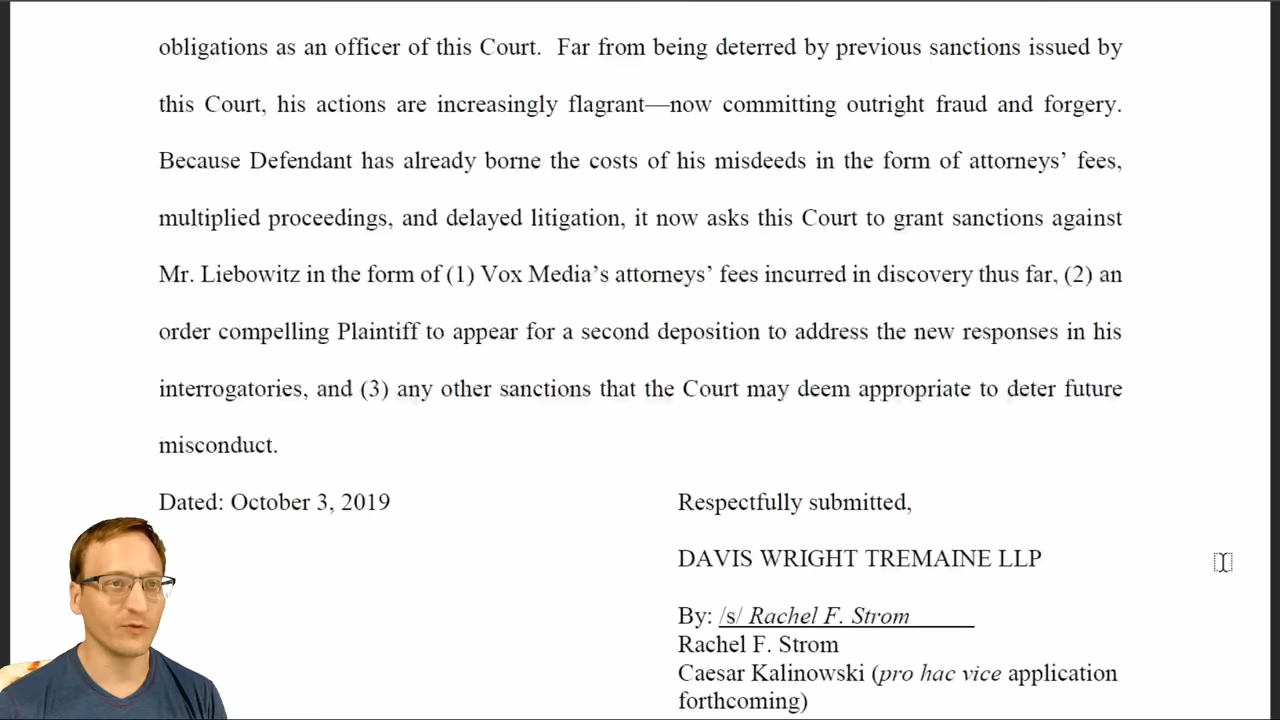 obligations as an officer of this Court.  Far from being deterred by previous sanctions issued by
this Court, his actions are increasingly flagrant—now committing outright fraud and forgery.
Because Defendant has already borne the costs of his misdeeds in the form of attorneys’ fees,
multiplied proceedings, and delayed litigation, it now asks this Court to grant sanctions against
Mr. Liebowitz in the form of (1) Vox Media’s attorneys’ fees incurred in discovery thus far, (2) an
order compelling Plaintiff to appear for a second deposition to address the new responses in his
interrogatories, and (3) any other sanctions that the Court may deem appropriate to deter future
misconduct.
Dated: October 3, 2019
Respectfully submitted,
DAVIS WRIGHT TREMAINE LLP
By: /s/ Rachel F. Strom
Rachel F. Strom
Caesar Kalinowski (pro hac vice application
forthcoming)